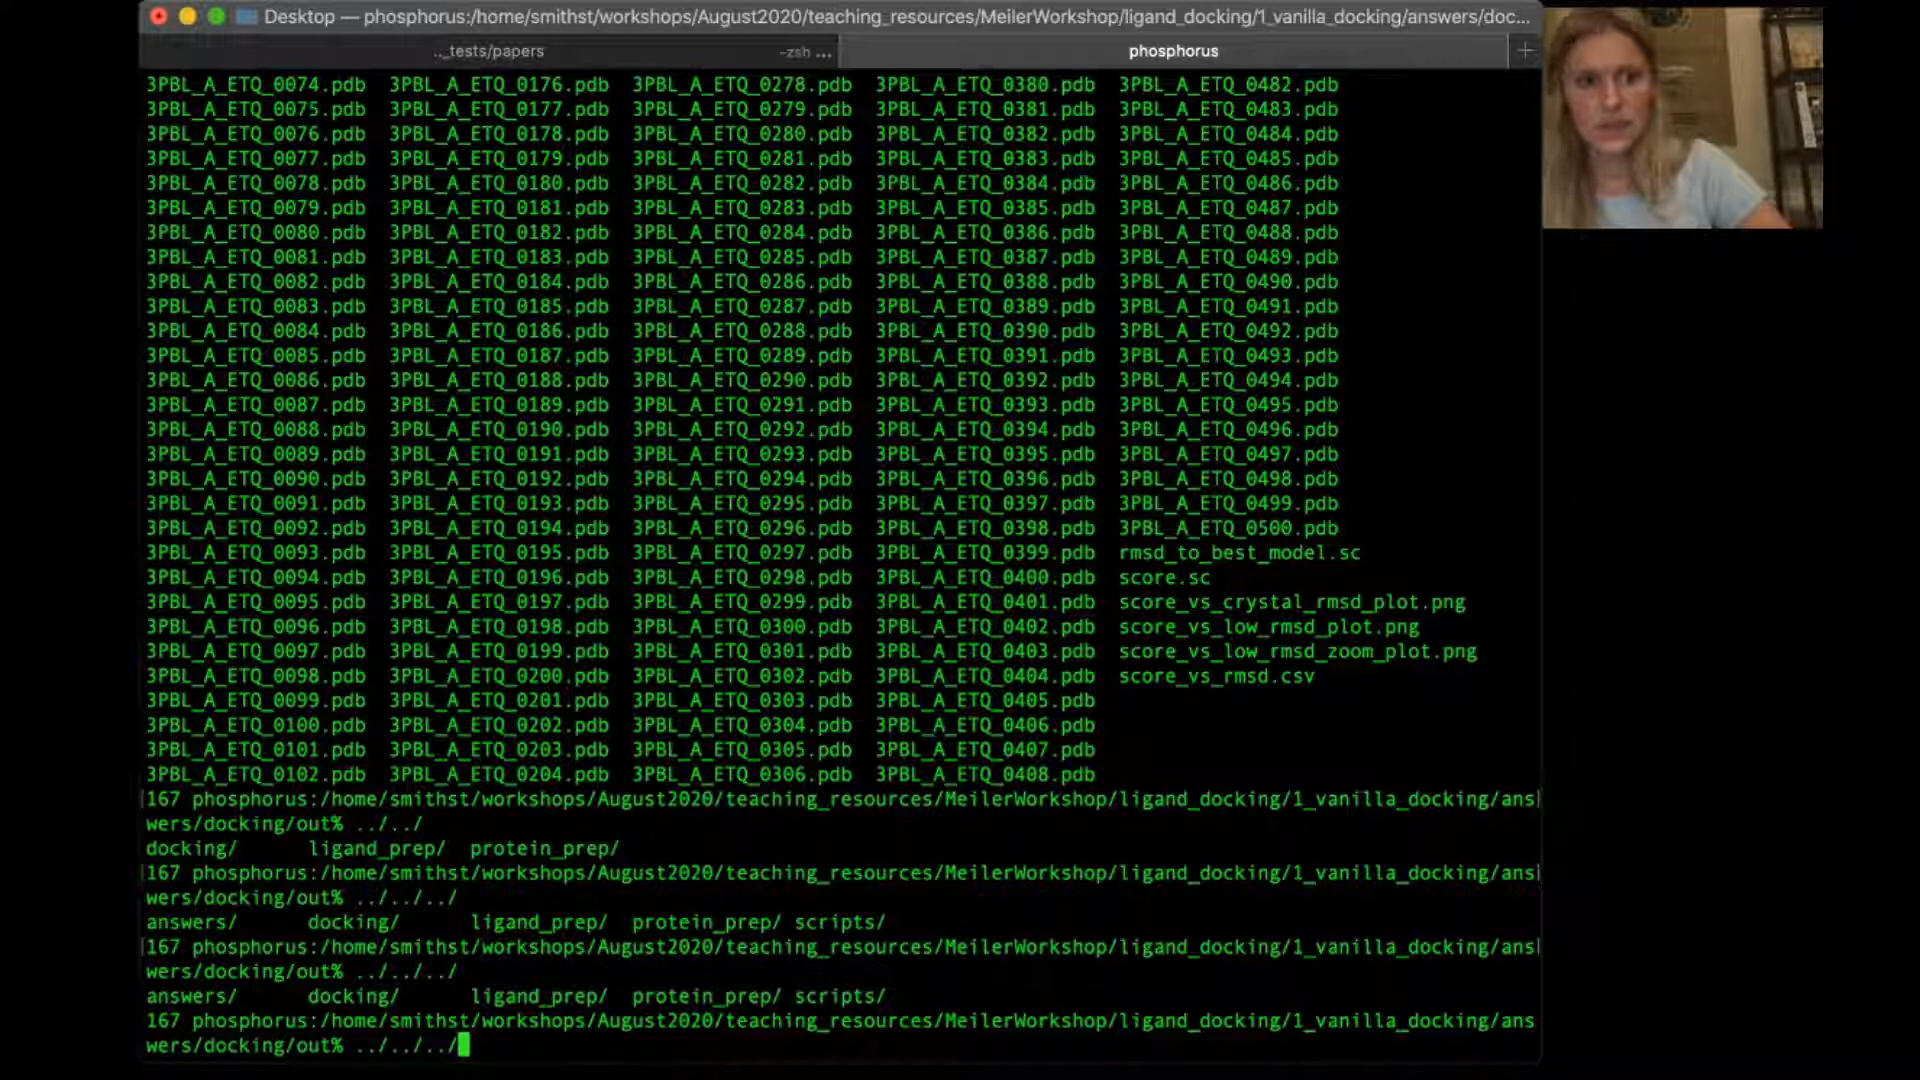 Desktop — phosphorus:/home/smithst/workshops/August2020/teaching_resources/MeilerWorkshop/ligand_docking/1_vanilla_docking/answers/doc...
.._tests/papers -zsh ... phosphorus +
3PBL_A_ETQ_0074.pdb 3PBL_A_ETQ_0176.pdb 3PBL_A_ETQ_0278.pdb 3PBL_A_ETQ_0380.pdb 3PBL_A_ETQ_0482.pdb
3PBL_A_ETQ_0075.pdb 3PBL_A_ETQ_0177.pdb 3PBL_A_ETQ_0279.pdb 3PBL_A_ETQ_0381.pdb 3PBL_A_ETQ_0483.pdb
3PBL_A_ETQ_0076.pdb 3PBL_A_ETQ_0178.pdb 3PBL_A_ETQ_0280.pdb 3PBL_A_ETQ_0382.pdb 3PBL_A_ETQ_0484.pdb
3PBL_A_ETQ_0077.pdb 3PBL_A_ETQ_0179.pdb 3PBL_A_ETQ_0281.pdb 3PBL_A_ETQ_0383.pdb 3PBL_A_ETQ_0485.pdb
3PBL_A_ETQ_0078.pdb 3PBL_A_ETQ_0180.pdb 3PBL_A_ETQ_0282.pdb 3PBL_A_ETQ_0384.pdb 3PBL_A_ETQ_0486.pdb
3PBL_A_ETQ_0079.pdb 3PBL_A_ETQ_0181.pdb 3PBL_A_ETQ_0283.pdb 3PBL_A_ETQ_0385.pdb 3PBL_A_ETQ_0487.pdb
3PBL_A_ETQ_0080.pdb 3PBL_A_ETQ_0182.pdb 3PBL_A_ETQ_0284.pdb 3PBL_A_ETQ_0386.pdb 3PBL_A_ETQ_0488.pdb
3PBL_A_ETQ_0081.pdb 3PBL_A_ETQ_0183.pdb 3PBL_A_ETQ_0285.pdb 3PBL_A_ETQ_0387.pdb 3PBL_A_ETQ_0489.pdb
3PBL_A_ETQ_0082.pdb 3PBL_A_ETQ_0184.pdb 3PBL_A_ETQ_0286.pdb 3PBL_A_ETQ_0388.pdb 3PBL_A_ETQ_0490.pdb
3PBL_A_ETQ_0083.pdb 3PBL_A_ETQ_0185.pdb 3PBL_A_ETQ_0287.pdb 3PBL_A_ETQ_0389.pdb 3PBL_A_ETQ_0491.pdb
3PBL_A_ETQ_0084.pdb 3PBL_A_ETQ_0186.pdb 3PBL_A_ETQ_0288.pdb 3PBL_A_ETQ_0390.pdb 3PBL_A_ETQ_0492.pdb
3PBL_A_ETQ_0085.pdb 3PBL_A_ETQ_0187.pdb 3PBL_A_ETQ_0289.pdb 3PBL_A_ETQ_0391.pdb 3PBL_A_ETQ_0493.pdb
3PBL_A_ETQ_0086.pdb 3PBL_A_ETQ_0188.pdb 3PBL_A_ETQ_0290.pdb 3PBL_A_ETQ_0392.pdb 3PBL_A_ETQ_0494.pdb
3PBL_A_ETQ_0087.pdb 3PBL_A_ETQ_0189.pdb 3PBL_A_ETQ_0291.pdb 3PBL_A_ETQ_0393.pdb 3PBL_A_ETQ_0495.pdb
3PBL_A_ETQ_0088.pdb 3PBL_A_ETQ_0190.pdb 3PBL_A_ETQ_0292.pdb 3PBL_A_ETQ_0394.pdb 3PBL_A_ETQ_0496.pdb
3PBL_A_ETQ_0089.pdb 3PBL_A_ETQ_0191.pdb 3PBL_A_ETQ_0293.pdb 3PBL_A_ETQ_0395.pdb 3PBL_A_ETQ_0497.pdb
3PBL_A_ETQ_0090.pdb 3PBL_A_ETQ_0192.pdb 3PBL_A_ETQ_0294.pdb 3PBL_A_ETQ_0396.pdb 3PBL_A_ETQ_0498.pdb
3PBL_A_ETQ_0091.pdb 3PBL_A_ETQ_0193.pdb 3PBL_A_ETQ_0295.pdb 3PBL_A_ETQ_0397.pdb 3PBL_A_ETQ_0499.pdb
3PBL_A_ETQ_0092.pdb 3PBL_A_ETQ_0194.pdb 3PBL_A_ETQ_0296.pdb 3PBL_A_ETQ_0398.pdb 3PBL_A_ETQ_0500.pdb
3PBL_A_ETQ_0093.pdb 3PBL_A_ETQ_0195.pdb 3PBL_A_ETQ_0297.pdb 3PBL_A_ETQ_0399.pdb rmsd_to_best_model.sc
3PBL_A_ETQ_0094.pdb 3PBL_A_ETQ_0196.pdb 3PBL_A_ETQ_0298.pdb 3PBL_A_ETQ_0400.pdb score.sc
3PBL_A_ETQ_0095.pdb 3PBL_A_ETQ_0197.pdb 3PBL_A_ETQ_0299.pdb 3PBL_A_ETQ_0401.pdb score_vs_crystal_rmsd_plot.png
3PBL_A_ETQ_0096.pdb 3PBL_A_ETQ_0198.pdb 3PBL_A_ETQ_0300.pdb 3PBL_A_ETQ_0402.pdb score_vs_low_rmsd_plot.png
3PBL_A_ETQ_0097.pdb 3PBL_A_ETQ_0199.pdb 3PBL_A_ETQ_0301.pdb 3PBL_A_ETQ_0403.pdb score_vs_low_rmsd_zoom_plot.png
3PBL_A_ETQ_0098.pdb 3PBL_A_ETQ_0200.pdb 3PBL_A_ETQ_0302.pdb 3PBL_A_ETQ_0404.pdb score_vs_rmsd.csv
3PBL_A_ETQ_0099.pdb 3PBL_A_ETQ_0201.pdb 3PBL_A_ETQ_0303.pdb 3PBL_A_ETQ_0405.pdb
3PBL_A_ETQ_0100.pdb 3PBL_A_ETQ_0202.pdb 3PBL_A_ETQ_0304.pdb 3PBL_A_ETQ_0406.pdb
3PBL_A_ETQ_0101.pdb 3PBL_A_ETQ_0203.pdb 3PBL_A_ETQ_0305.pdb 3PBL_A_ETQ_0407.pdb
3PBL_A_ETQ_0102.pdb 3PBL_A_ETQ_0204.pdb 3PBL_A_ETQ_0306.pdb 3PBL_A_ETQ_0408.pdb
167 phosphorus:/home/smithst/workshops/August2020/teaching_resources/MeilerWorkshop/ligand_docking/1_vanilla_docking/ans
wers/docking/out% ../../
docking/ ligand_prep/ protein_prep/
167 phosphorus:/home/smithst/workshops/August2020/teaching_resources/MeilerWorkshop/ligand_docking/1_vanilla_docking/ans
wers/docking/out% ../../../
answers/ docking/ ligand_prep/ protein_prep/ scripts/
167 phosphorus:/home/smithst/workshops/August2020/teaching_resources/MeilerWorkshop/ligand_docking/1_vanilla_docking/ans
wers/docking/out% ../../../
answers/ docking/ ligand_prep/ protein_prep/ scripts/
167 phosphorus:/home/smithst/workshops/August2020/teaching_resources/MeilerWorkshop/ligand_docking/1_vanilla_docking/ans
wers/docking/out% ../../../